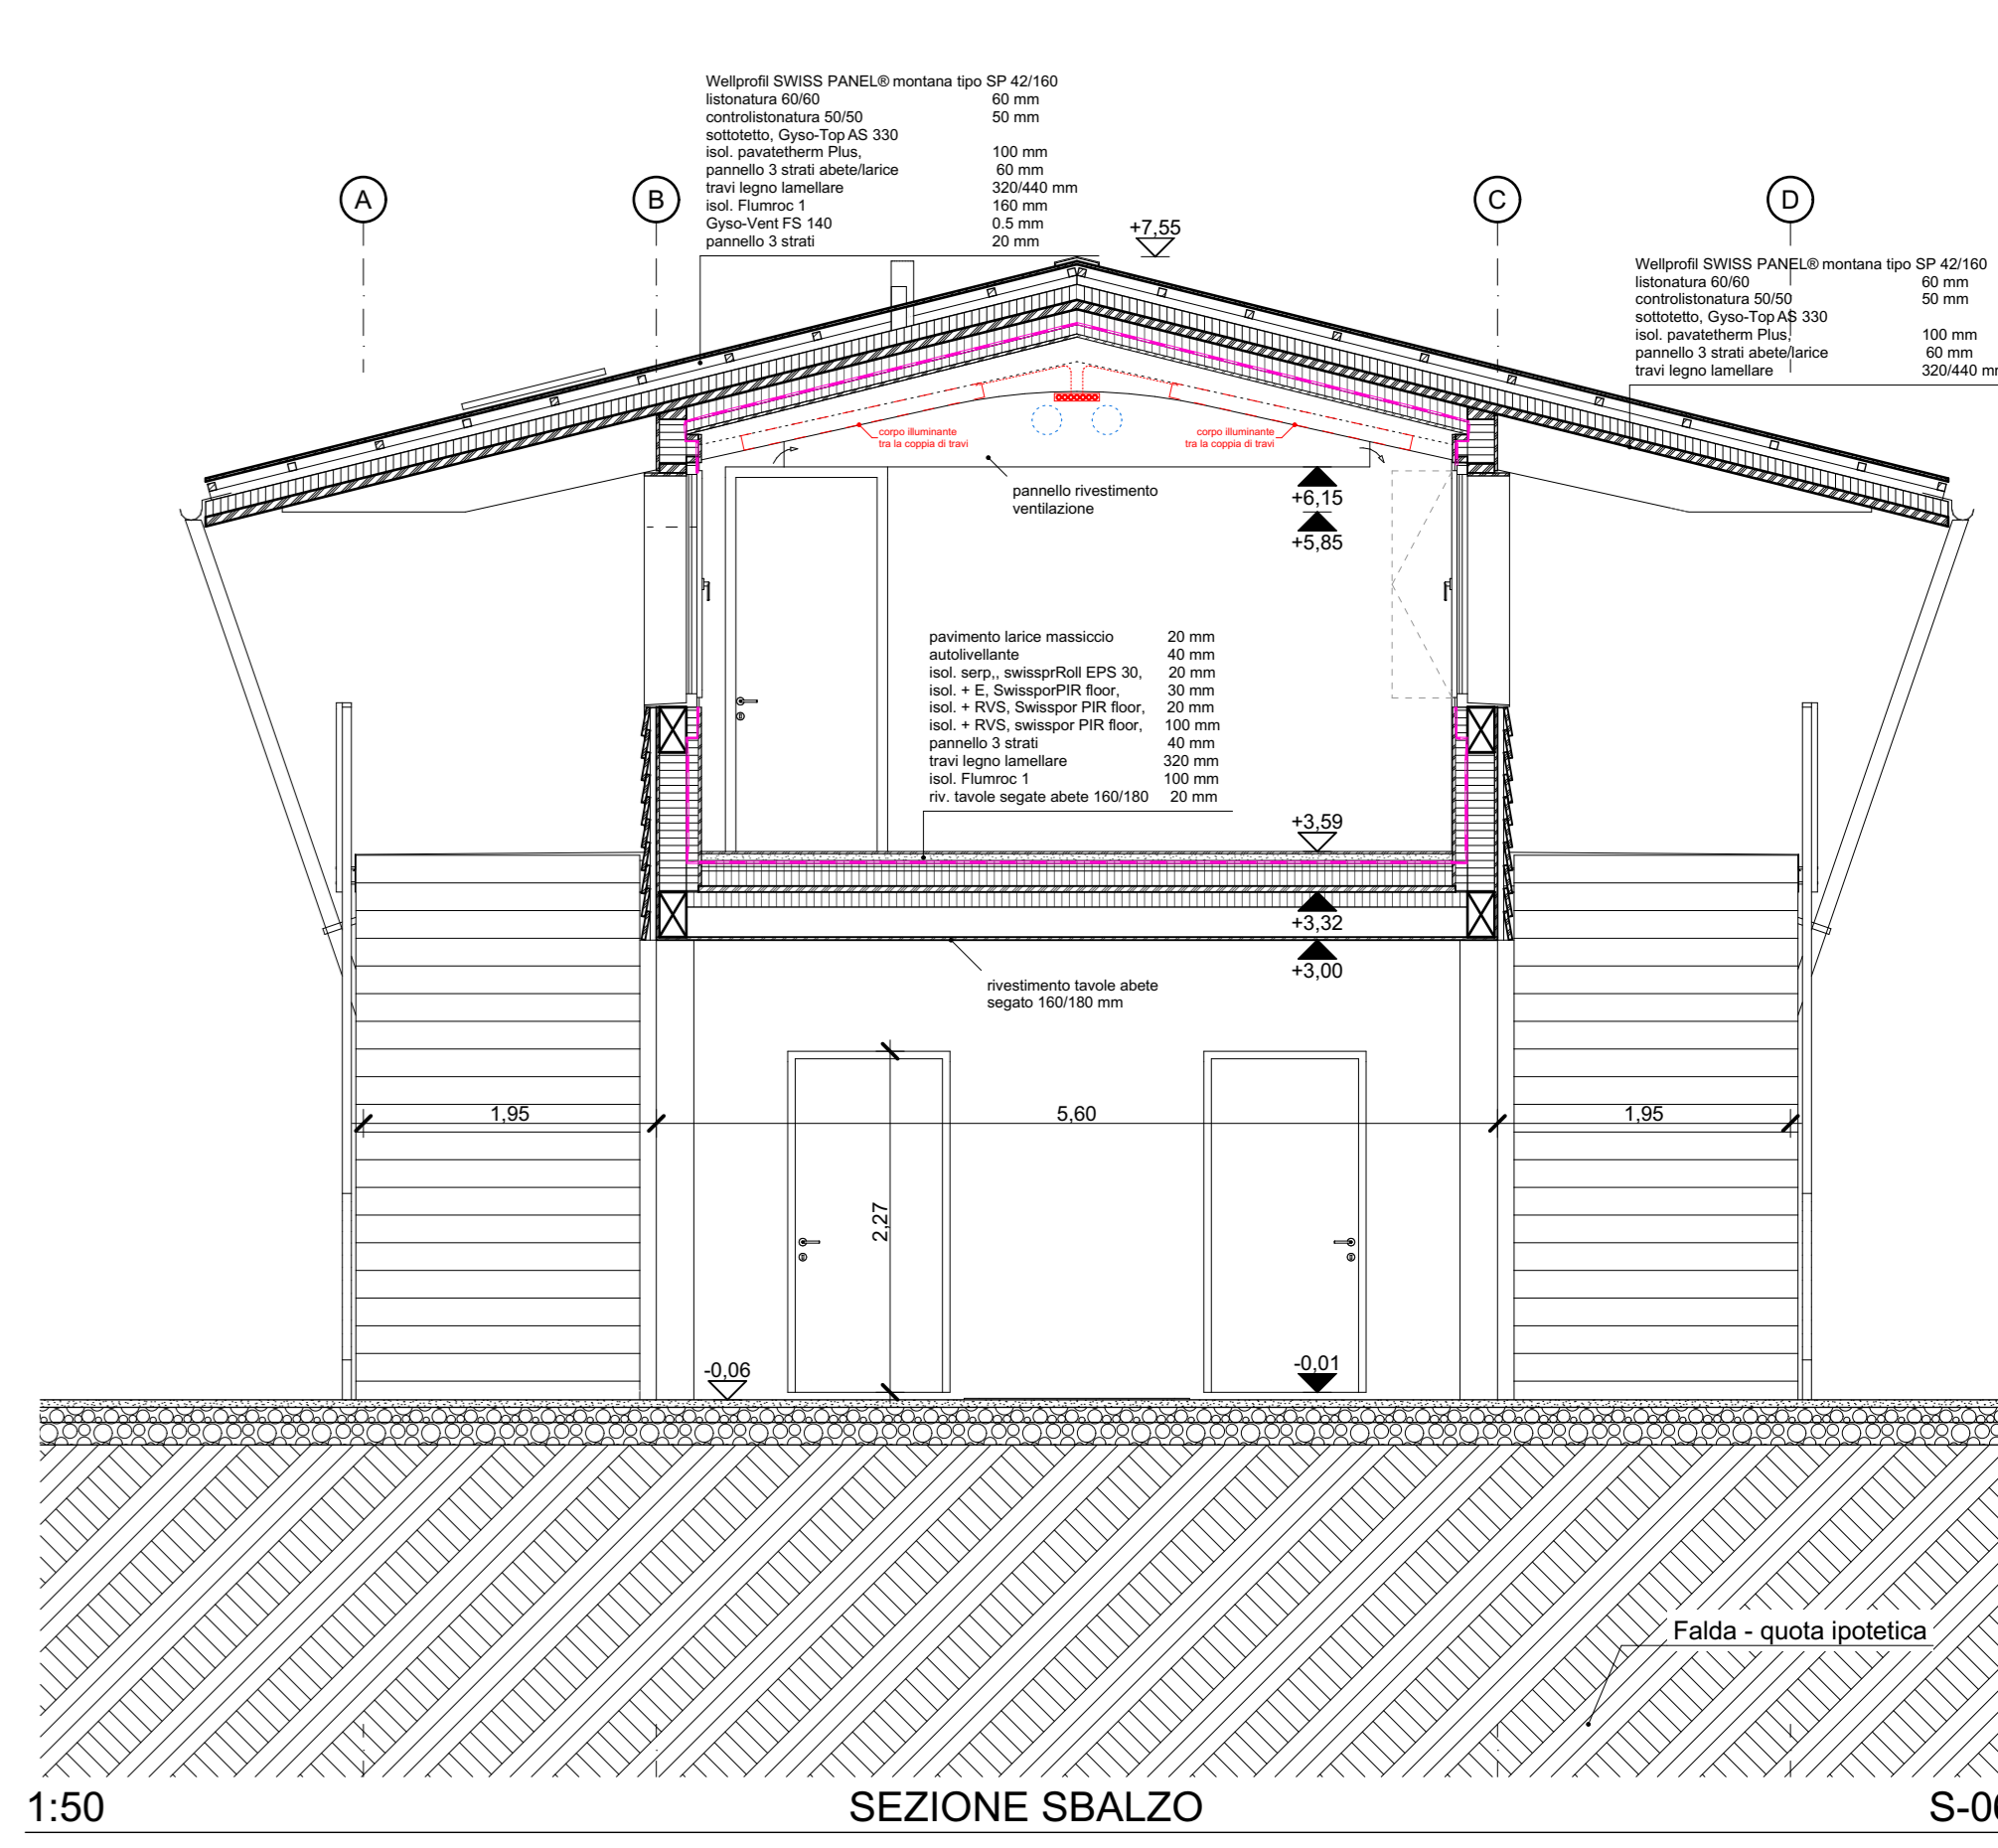 Wellprofil SWISS PANEL® montana tipo SP 42/160
listonatura 60/60 60 mm
controlistonatura 50/50 50 mm
sottotetto, Gyso-Top AS 330
isol. pavatetherm Plus, 100 mm
pannello 3 strati abete/larice 60 mm
travi legno lamellare 320/440 mm
isol. Flumroc 1 160 mm
Gyso-Vent FS 140 0.5 mm
pannello 3 strati 20 mm
A
B
C
D
+7,55
Wellprofil SWISS PANEL® montana tipo SP 42/160
listonatura 60/60 60 mm
controlistonatura 50/50 50 mm
sottotetto, Gyso-Top AS 330
isol. pavatetherm Plus, 100 mm
pannello 3 strati abete/larice 60 mm
travi legno lamellare 320/440 m
corpo illuminante
tra la coppia di travi
corpo illuminante
tra la coppia di travi
pannello rivestimento
ventilazione
+6,15
+5,85
pavimento larice massiccio 20 mm
autolivellante 40 mm
isol. serp,, swissprRoll EPS 30, 20 mm
isol. + E, SwissporPIR floor, 30 mm
isol. + RVS, Swisspor PIR floor, 20 mm
isol. + RVS, swisspor PIR floor, 100 mm
pannello 3 strati 40 mm
travi legno lamellare 320 mm
isol. Flumroc 1 100 mm
riv. tavole segate abete 160/180 20 mm
+3,59
+3,32
+3,00
rivestimento tavole abete
segato 160/180 mm
1,95
5,60
1,95
2,27
-0,06
-0,01
Falda - quota ipotetica
1:50
SEZIONE SBALZO
S-00